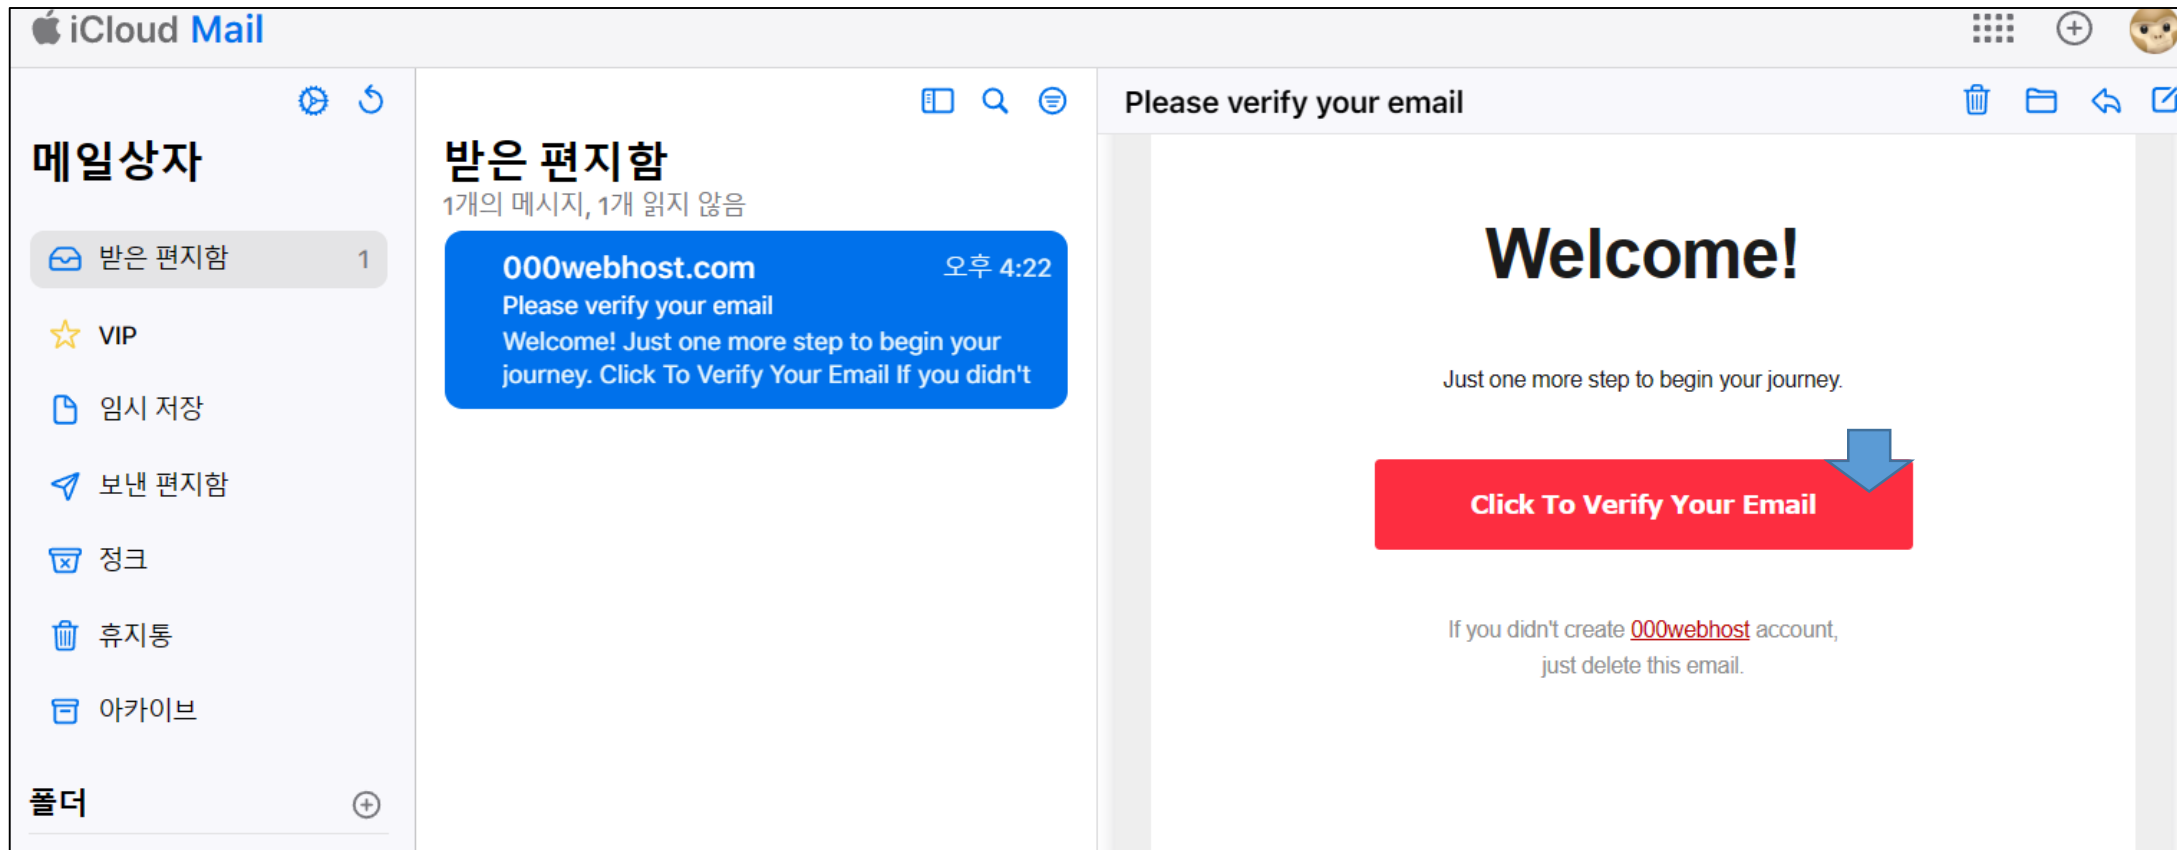 iCloud Mail
메일상자
받은 편지함 1
VIP
임시 저장
보낸 편지함
정크
휴지통
아카이브
폴더
받은 편지함
1개의 메시지, 1개 읽지 않음
000webhost.com 오후 4:22
Please verify your email
Welcome! Just one more step to begin your
journey. Click To Verify Your Email If you didn't
Please verify your email
Welcome!
Just one more step to begin your journey.
Click To Verify Your Email
If you didn't create 000webhost account,
just delete this email.